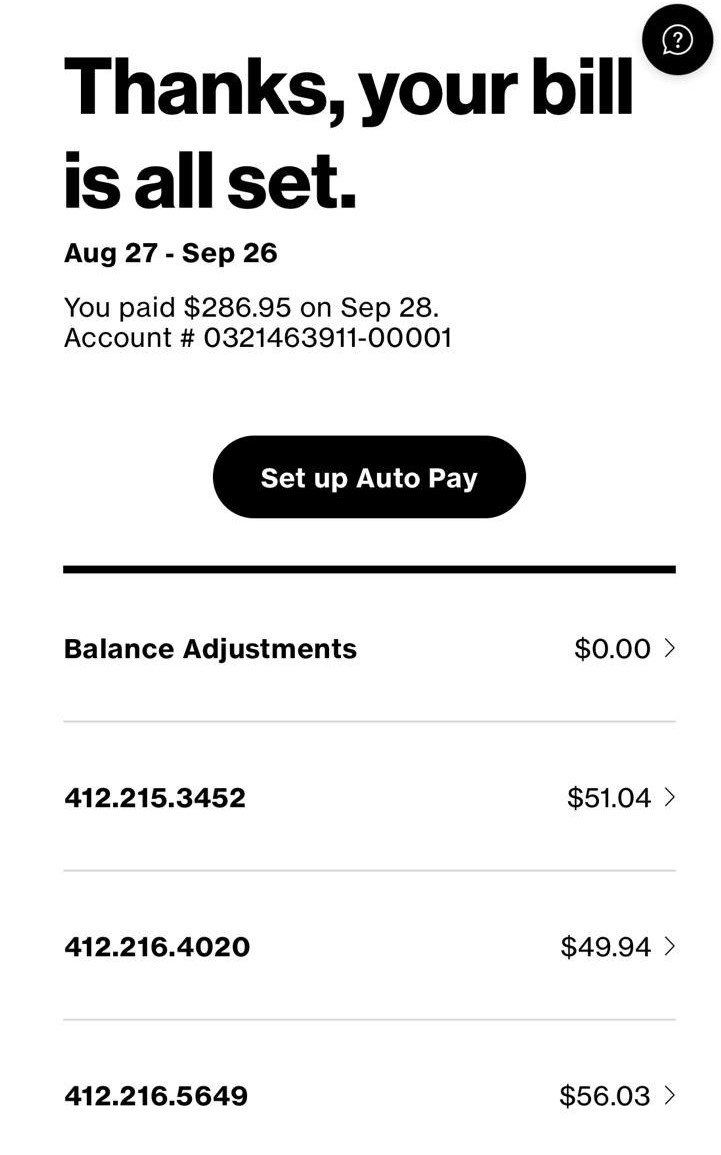 Thanks, your bill
is all set.
Aug 27 - Sep 26
You paid $286.95 on Sep 28.
Account # 0321463911-00001
Set up Auto Pay
Balance Adjustments $0.00
412.215.3452 $51.04
412.216.4020 $49.94
412.216.5649 $56.03